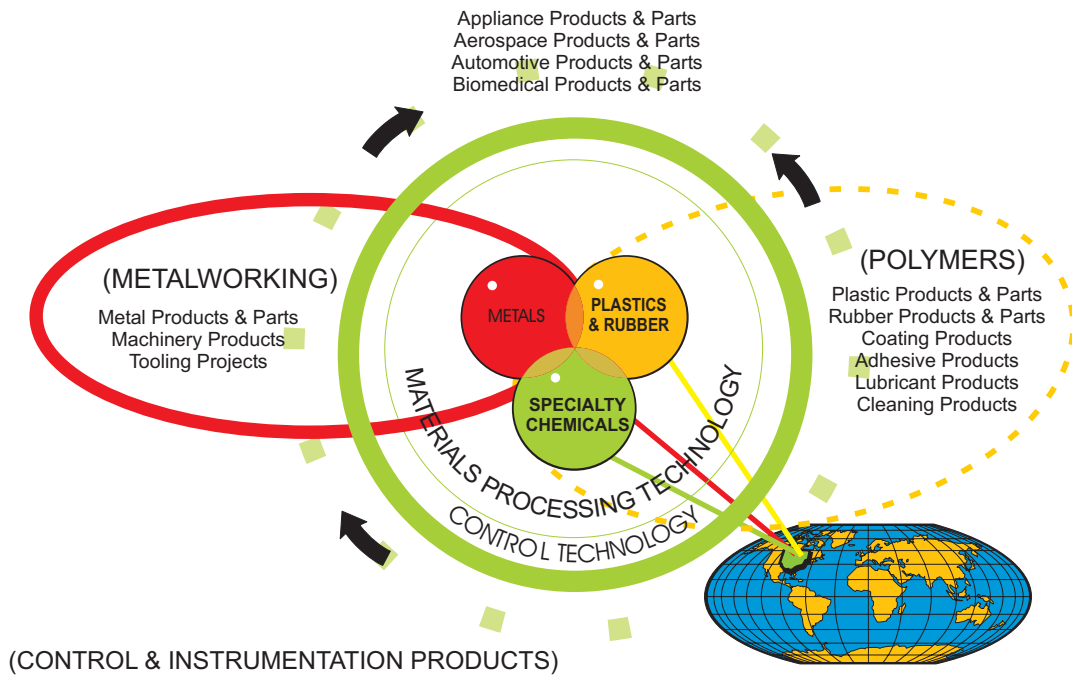 Appliance Products & Parts
Aerospace Products & Parts
Automotive Products & Parts
Biomedical Products & Parts
(METALWORKING)
Metal Products & Parts
Machinery Products
Tooling Projects
METALS
PLASTICS
& RUBBER
SPECIALTY
CHEMICALS
(POLYMERS)
Plastic Products & Parts
Rubber Products & Parts
Coating Products
Adhesive Products
Lubricant Products
Cleaning Products
MATERIALS PROCESSING TECHNOLOGY
CONTROL TECHNOLOGY
(CONTROL & INSTRUMENTATION PRODUCTS)